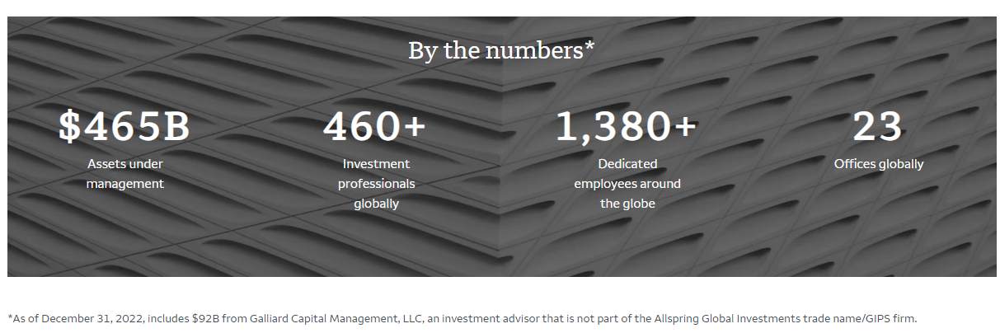 By the numbers*
$465B
Assets under
management
460+
Investment
professionals
globally
1,380+
Dedicated
employees around
the globe
23
Offices globally
*As of December 31, 2022, includes $92B from Galliard Capital Management, LLC, an investment advisor that is not part of the Allspring Global Investments trade name/GIPS firm.